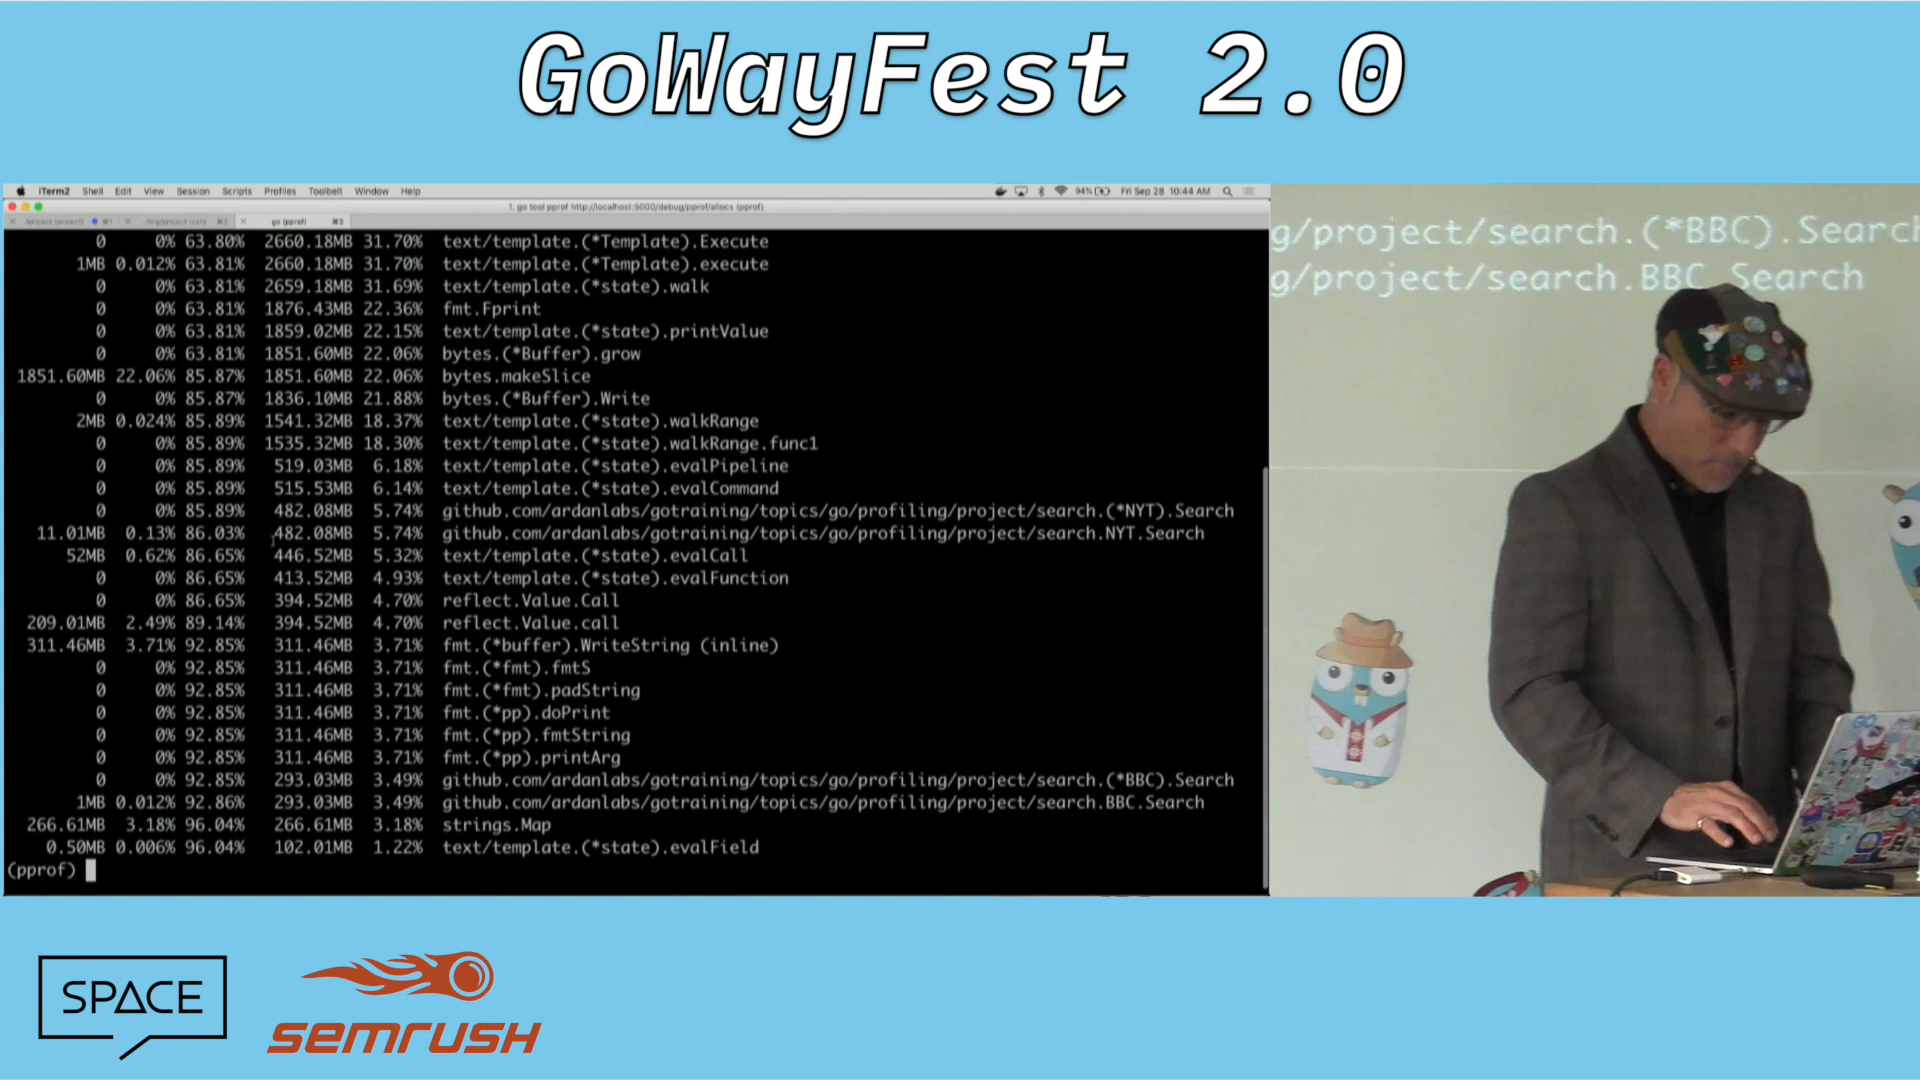 GoWayFest 2.0
iTerm2 Shell Edit View Session Scripts Profiles Toolbelt Window Help
94% Fri Sep 28 10:44 AM
1. go tool pprof http://localhost:5000/debug/pprof/allocs (pprof)
go (pprof) ⌘3
0 0% 63.80% 2660.18MB 31.70% text/template.(*Template).Execute
1MB 0.012% 63.81% 2660.18MB 31.70% text/template.(*Template).execute
0 0% 63.81% 2659.18MB 31.69% text/template.(*state).walk
0 0% 63.81% 1876.43MB 22.36% fmt.Fprint
0 0% 63.81% 1859.02MB 22.15% text/template.(*state).printValue
0 0% 63.81% 1851.60MB 22.06% bytes.(*Buffer).grow
1851.60MB 22.06% 85.87% 1851.60MB 22.06% bytes.makeSlice
0 0% 85.87% 1836.10MB 21.88% bytes.(*Buffer).Write
2MB 0.024% 85.89% 1541.32MB 18.37% text/template.(*state).walkRange
0 0% 85.89% 1535.32MB 18.30% text/template.(*state).walkRange.func1
0 0% 85.89% 519.03MB 6.18% text/template.(*state).evalPipeline
0 0% 85.89% 515.53MB 6.14% text/template.(*state).evalCommand
0 0% 85.89% 482.08MB 5.74% github.com/ardanlabs/gotraining/topics/go/profiling/project/search.(*NYT).Search
11.01MB 0.13% 86.03% 482.08MB 5.74% github.com/ardanlabs/gotraining/topics/go/profiling/project/search.NYT.Search
52MB 0.62% 86.65% 446.52MB 5.32% text/template.(*state).evalCall
0 0% 86.65% 413.52MB 4.93% text/template.(*state).evalFunction
0 0% 86.65% 394.52MB 4.70% reflect.Value.Call
209.01MB 2.49% 89.14% 394.52MB 4.70% reflect.Value.call
311.46MB 3.71% 92.85% 311.46MB 3.71% fmt.(*buffer).WriteString (inline)
0 0% 92.85% 311.46MB 3.71% fmt.(*fmt).fmtS
0 0% 92.85% 311.46MB 3.71% fmt.(*fmt).padString
0 0% 92.85% 311.46MB 3.71% fmt.(*pp).doPrint
0 0% 92.85% 311.46MB 3.71% fmt.(*pp).fmtString
0 0% 92.85% 311.46MB 3.71% fmt.(*pp).printArg
0 0% 92.85% 293.03MB 3.49% github.com/ardanlabs/gotraining/topics/go/profiling/project/search.(*BBC).Search
1MB 0.012% 92.86% 293.03MB 3.49% github.com/ardanlabs/gotraining/topics/go/profiling/project/search.BBC.Search
266.61MB 3.18% 96.04% 266.61MB 3.18% strings.Map
0.50MB 0.006% 96.04% 102.01MB 1.22% text/template.(*state).evalField
(pprof)
g/project/search.(*BBC).Search
g/project/search.BBC Search
GO
SPACE
semrush